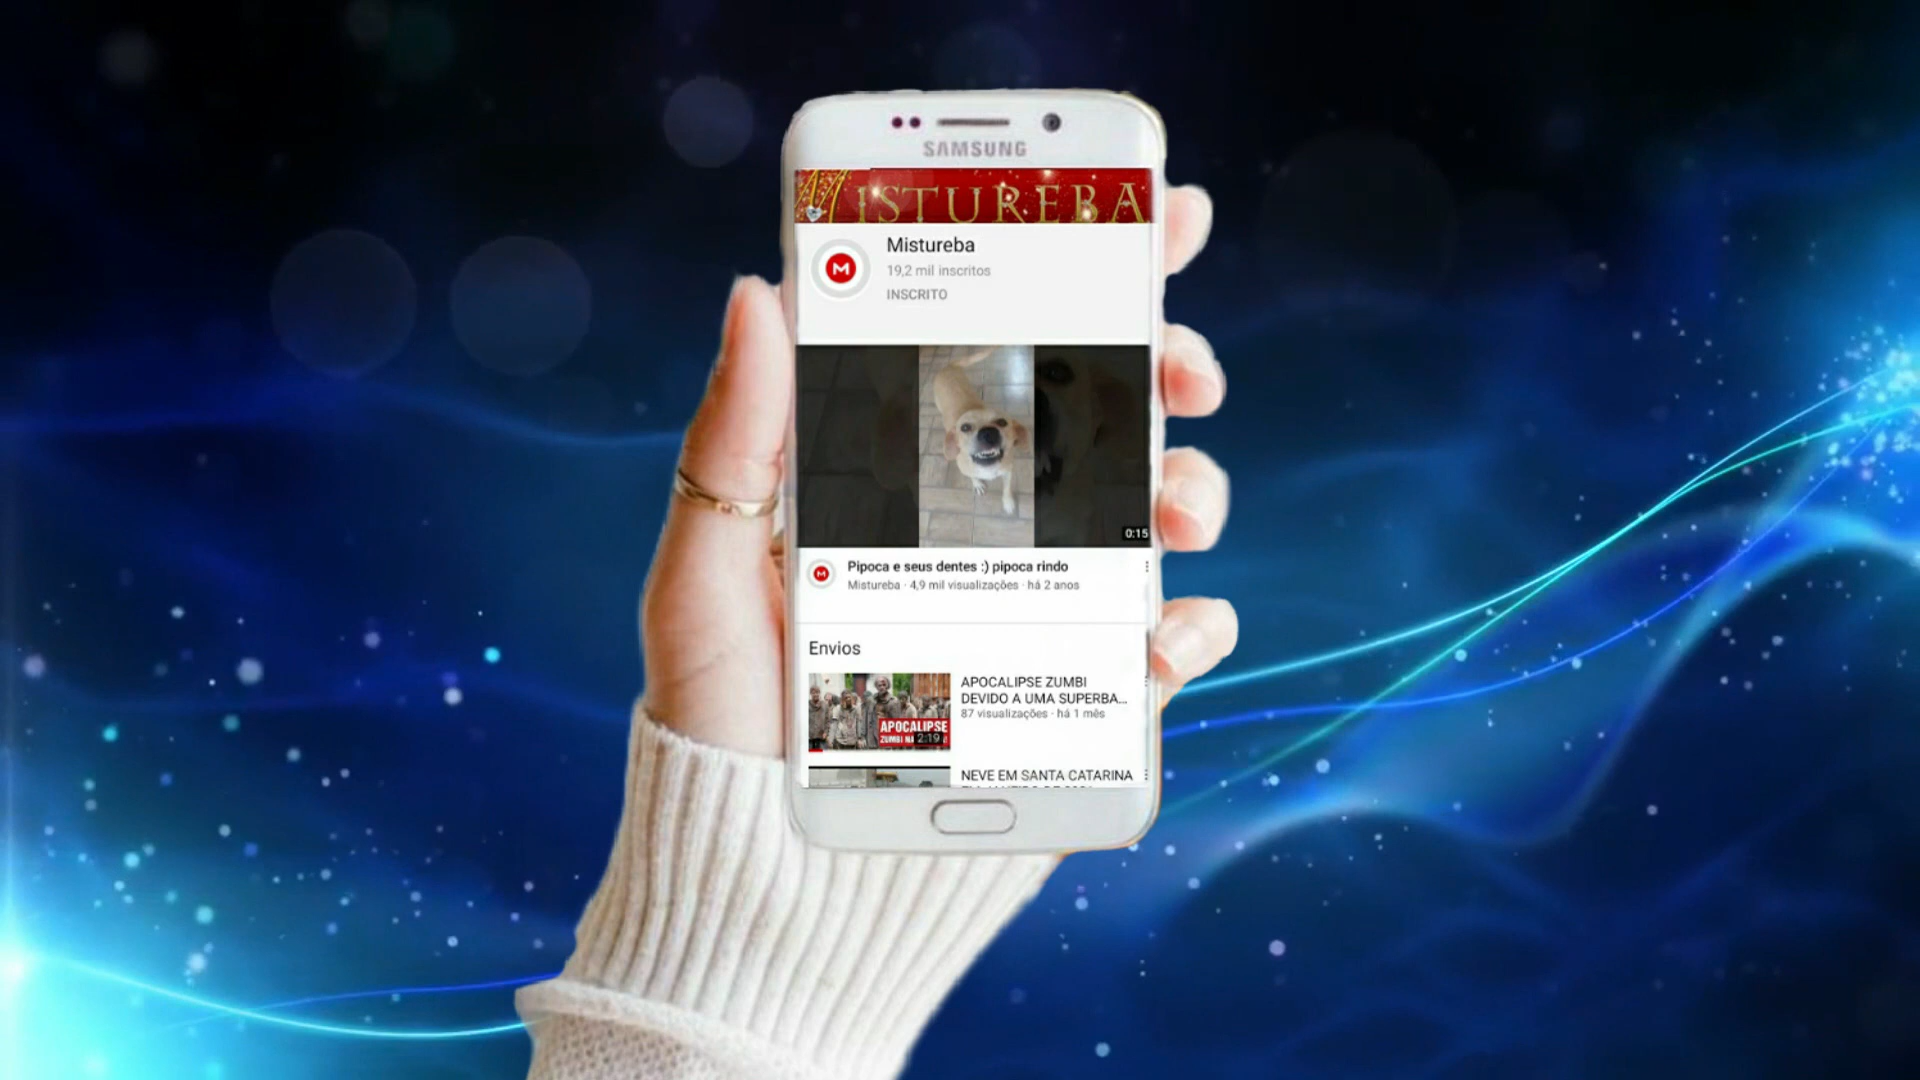 SAMSUNG
MISTUREBA
Mistureba
19,2 mil inscritos
INSCRITO
0:15
Pipoca e seus dentes :) pipoca rindo
Mistureba · 4,9 mil visualizações · há 2 anos
Envios
APOCALIPSE ZUMBI
DEVIDO A UMA SUPERBA...
87 visualizações · há 1 mês
APOCALIPSE
ZUMBI
2:19
NEVE EM SANTA CATARINA